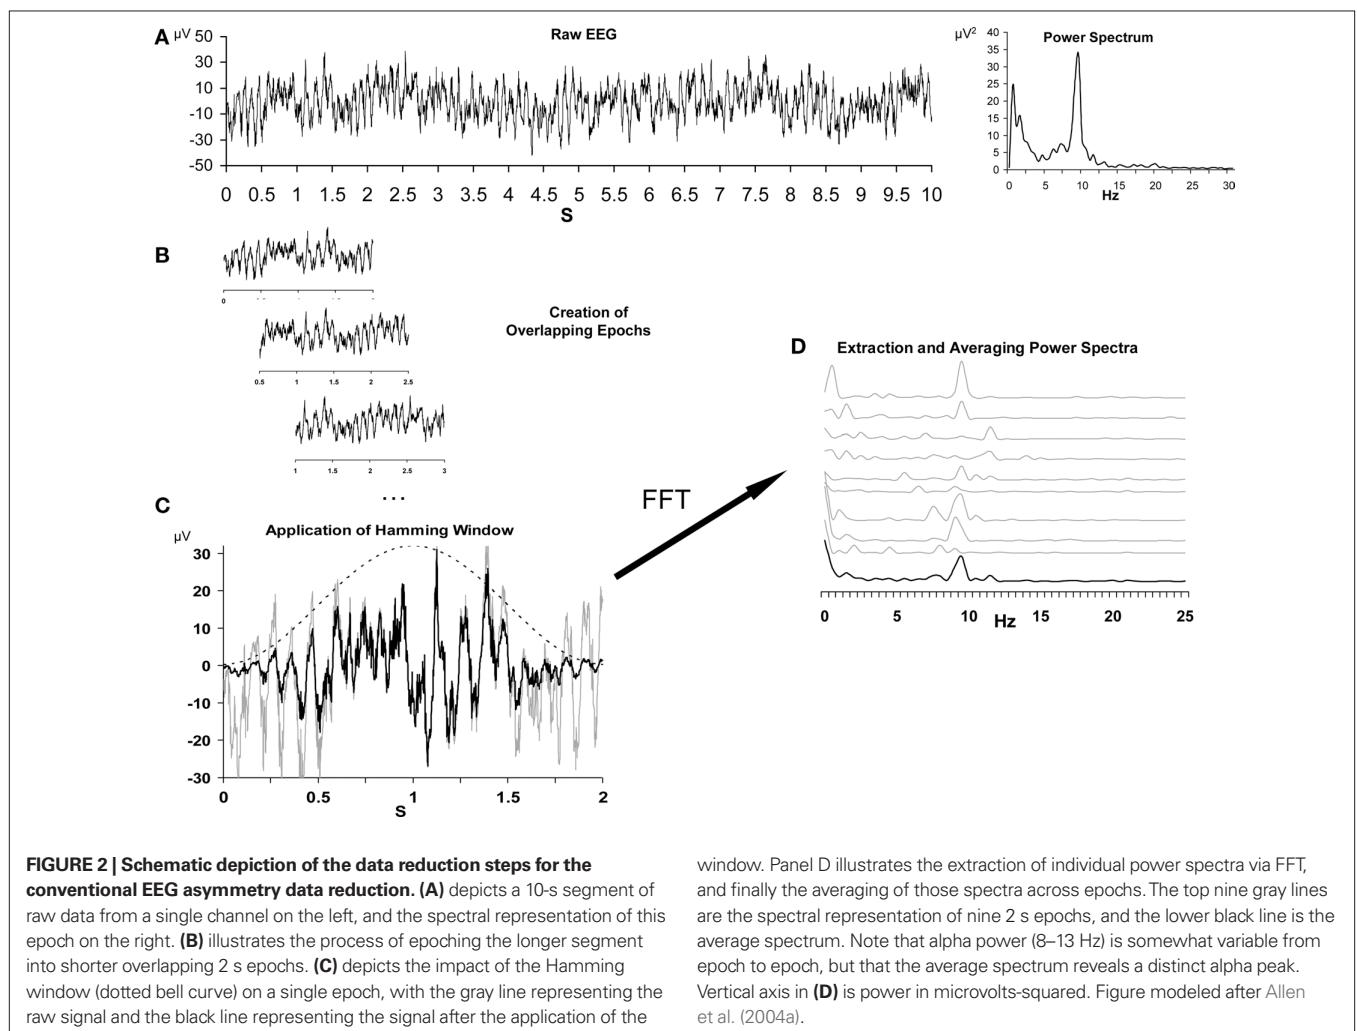 A
µV
50
30
10
-10
-30
-50
Raw EEG
0 0.5 1 1.5 2 2.5 3 3.5 4 4.5 5 5.5 6 6.5 7 7.5 8 8.5 9 9.5 10
S
µV2
Power Spectrum
40
35
30
25
20
15
10
5
0
0 5 10 15 20 25 30
Hz
B
0
0.5 1 1.5 2 2.5
1 1.5 2 2.5 3
...
Creation of
Overlapping Epochs
C
Application of Hamming Window
µV
30
20
10
0
-10
-20
-30
0 0.5 1 1.5 2
S
FFT
D
Extraction and Averaging Power Spectra
0 5 10 15 20 25
Hz
FIGURE 2 | Schematic depiction of the data reduction steps for the
conventional EEG asymmetry data reduction. (A) depicts a 10-s segment of
raw data from a single channel on the left, and the spectral representation of this
epoch on the right. (B) illustrates the process of epoching the longer segment
into shorter overlapping 2 s epochs. (C) depicts the impact of the Hamming
window (dotted bell curve) on a single epoch, with the gray line representing the
raw signal and the black line representing the signal after the application of the
window. Panel D illustrates the extraction of individual power spectra via FFT,
and finally the averaging of those spectra across epochs. The top nine gray lines
are the spectral representation of nine 2 s epochs, and the lower black line is the
average spectrum. Note that alpha power (8–13 Hz) is somewhat variable from
epoch to epoch, but that the average spectrum reveals a distinct alpha peak.
Vertical axis in (D) is power in microvolts-squared. Figure modeled after Allen
et al. (2004a).